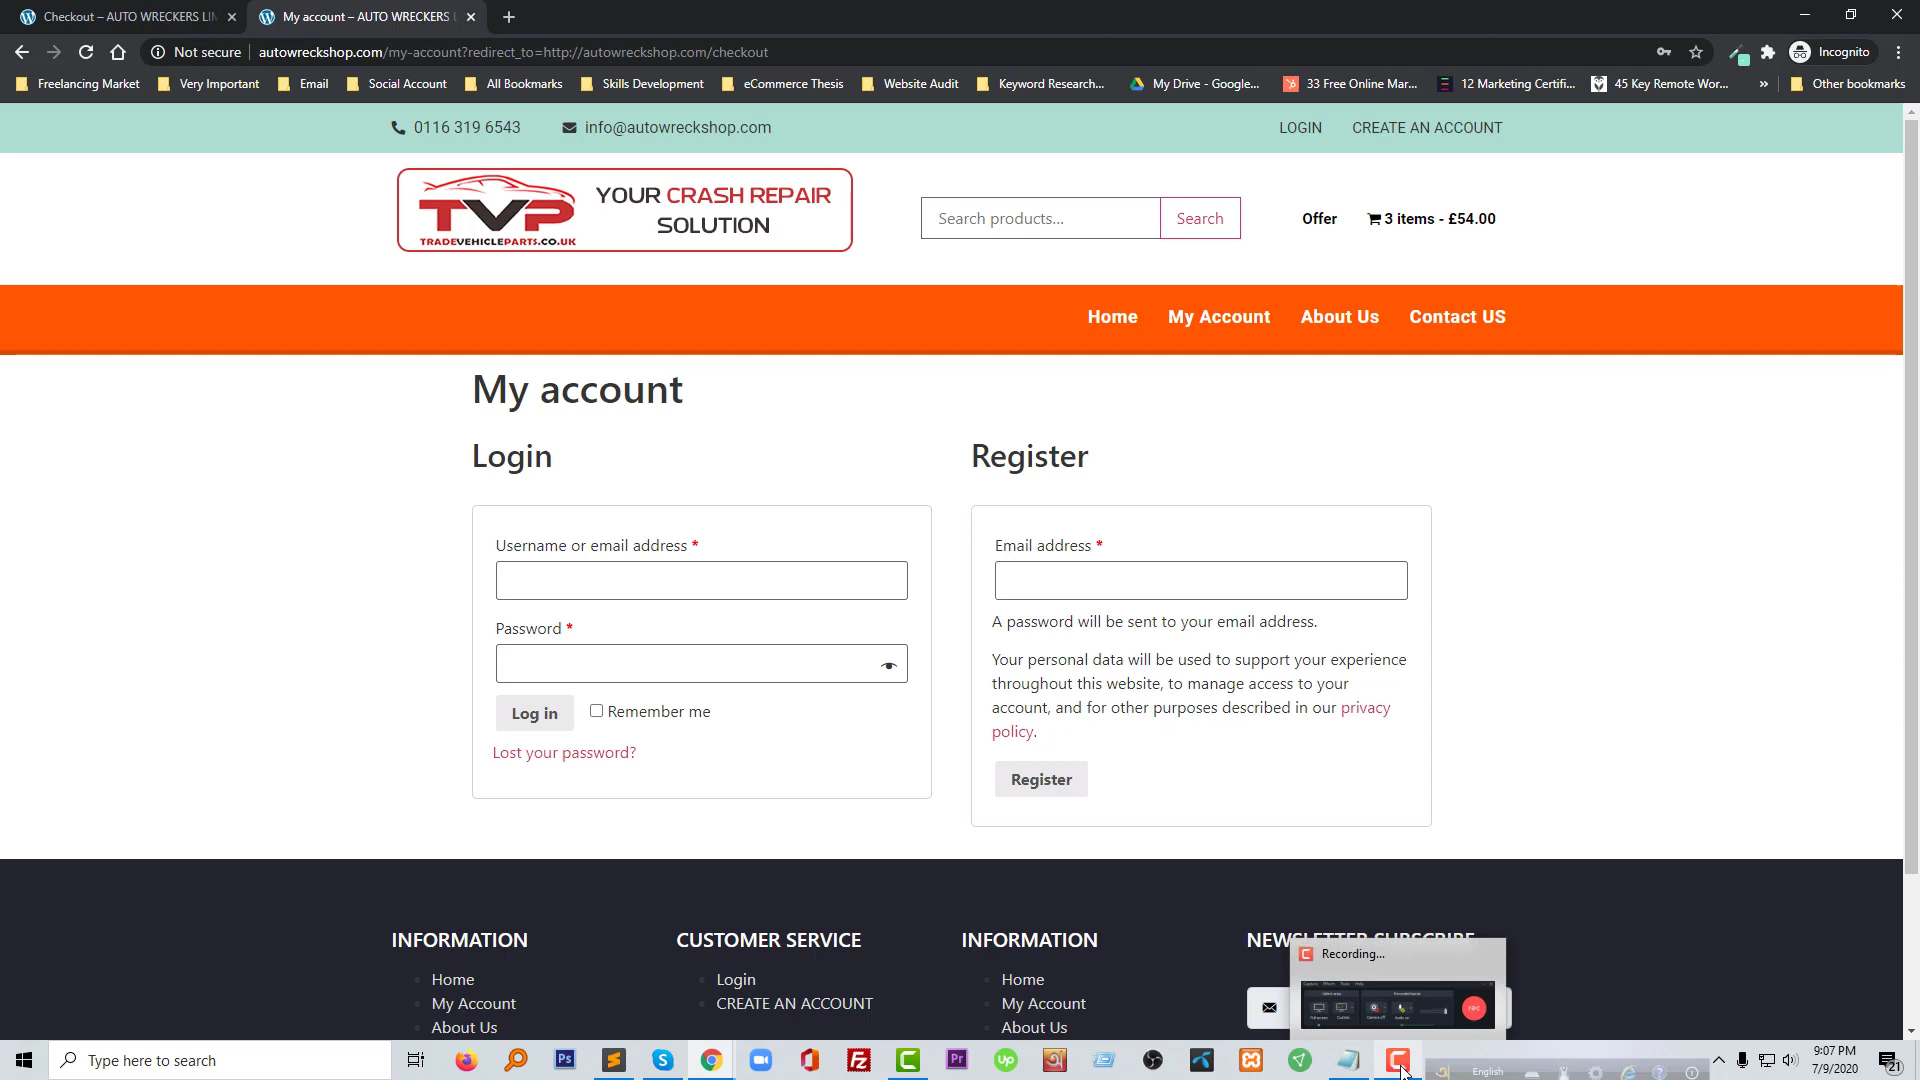 Checkout – AUTO WRECKERS LIM
My account – AUTO WRECKERS L
Not secure
autowreckshop.com/my-account?redirect_to=http://autowreckshop.com/checkout
Incognito
Freelancing Market
Very Important
Email
Social Account
All Bookmarks
Skills Development
eCommerce Thesis
Website Audit
Keyword Research...
My Drive - Google...
33 Free Online Mar...
12 Marketing Certifi...
45 Key Remote Wor...
»
Other bookmarks
0116 319 6543
info@autowreckshop.com
LOGIN
CREATE AN ACCOUNT
TVP
TRADEVEHICLEPARTS.CO.UK
YOUR CRASH REPAIR
SOLUTION
Search products...
Search
Offer
3 items - £54.00
Home
My Account
About Us
Contact US
My account
Login
Register
Username or email address *
Password *
Log in
Remember me
Lost your password?
Email address *
A password will be sent to your email address.
Your personal data will be used to support your experience
throughout this website, to manage access to your
account, and for other purposes described in our privacy
policy.
Register
INFORMATION
Home
My Account
About Us
CUSTOMER SERVICE
Login
CREATE AN ACCOUNT
INFORMATION
Home
My Account
About Us
NEWSLETTER SUBSCRIBE
Recording...
rec
Type here to search
English
9:07 PM
7/9/2020
21